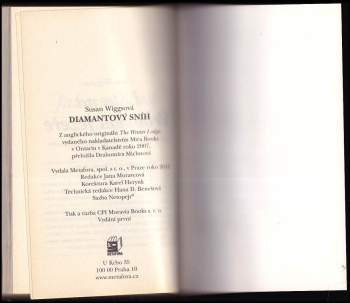 Susan Wiggsová
DIAMANTOVÝ SNÍH
Z anglického originálu The Winter Lodge,
vydaného nakladatelstvím Mira Books
v Ontariu v Kanadě roku 2007,
přeložila Drahomíra Michnová
Vydala Metafora, spol. s r. o., v Praze roku
Redakce Jana Moravcová
Korektura Karel Herynk
Technická redakce Hana D. Benešová
Sazba Netopejr®
Tisk a vazba CPI Moravia Books s. r. o.
Vydání první
METAFORA
U Krbu 35
100 00 Praha 10
www.metafora.cz